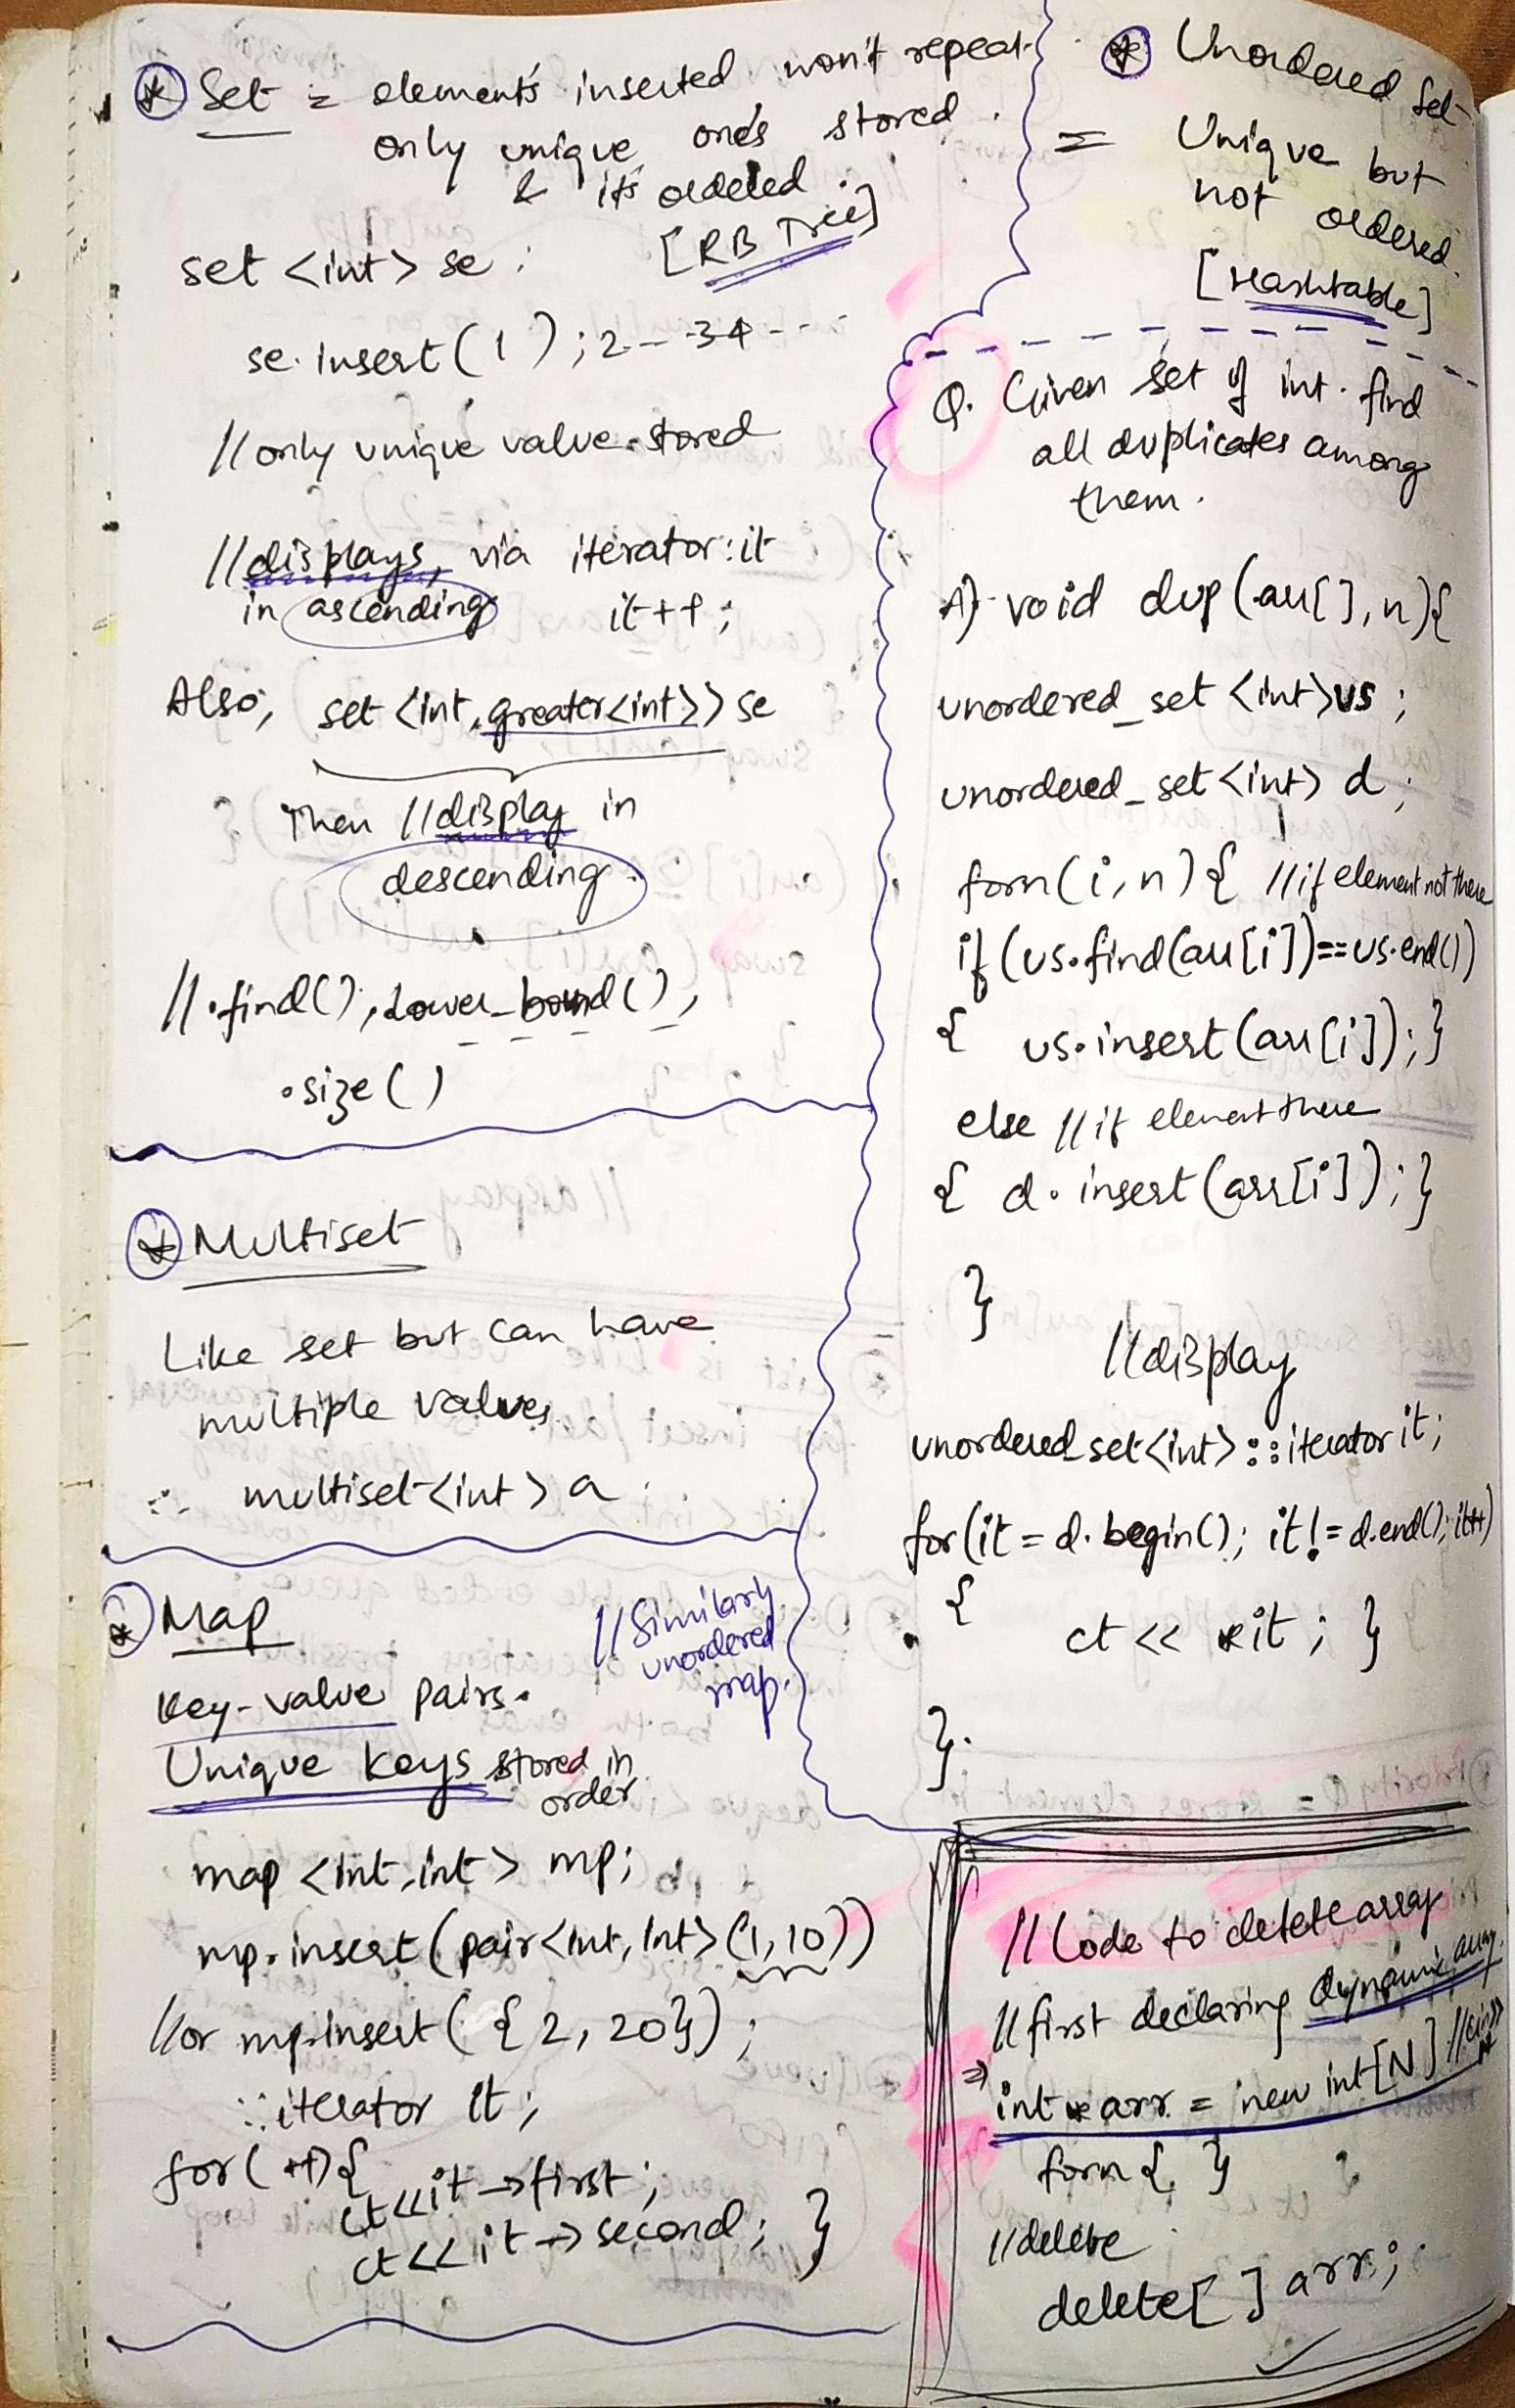 * Set = elements inserted won't repeat
only unique one's stored.
& it's ordered.
[RB Tree]
set <int> se;
se.insert(1); 2 - - 3 4 - - -
//only unique value stored
//displays, via iterator: it
in ascending it++;
Also, set <int, greater<int>> se
Then //display in
descending.
// .find(), Lower_bound(),
.size()
* Multiset
Like set but can have
multiple values.
∴ multiset<int> a
* Map
//Similarly
unordered
map.
Key-value pairs.
Unique keys stored in
order
map <int,int> mp;
mp.insert(pair<int,int>(1,10))
//or mp.insert({2,20});
::iterator it;
for( ++){
ct<<it->first;
ct<<it->second; }
* Unordered Set
= Unique but
not ordered.
[Hashtable]
Q. Given set of int. find
all duplicates among
them.
A) void dup(arr[],n){
unordered_set <int>us;
unordered_set<int> d;
forn(i,n){ //if element not there
if(us.find(arr[i])==us.end())
{ us.insert(arr[i]);}
else //if element there
{ d.insert(arr[i]);}
}
//display
unordered_set<int>::iterator it;
for(it = d.begin(); it!=d.end(); it++)
{
ct << *it; }
}.
//Code to delete array
//first declaring dynamic array.
⇒ int *arr = new int[N]
forn{ }
//delete
delete[ ] arr;